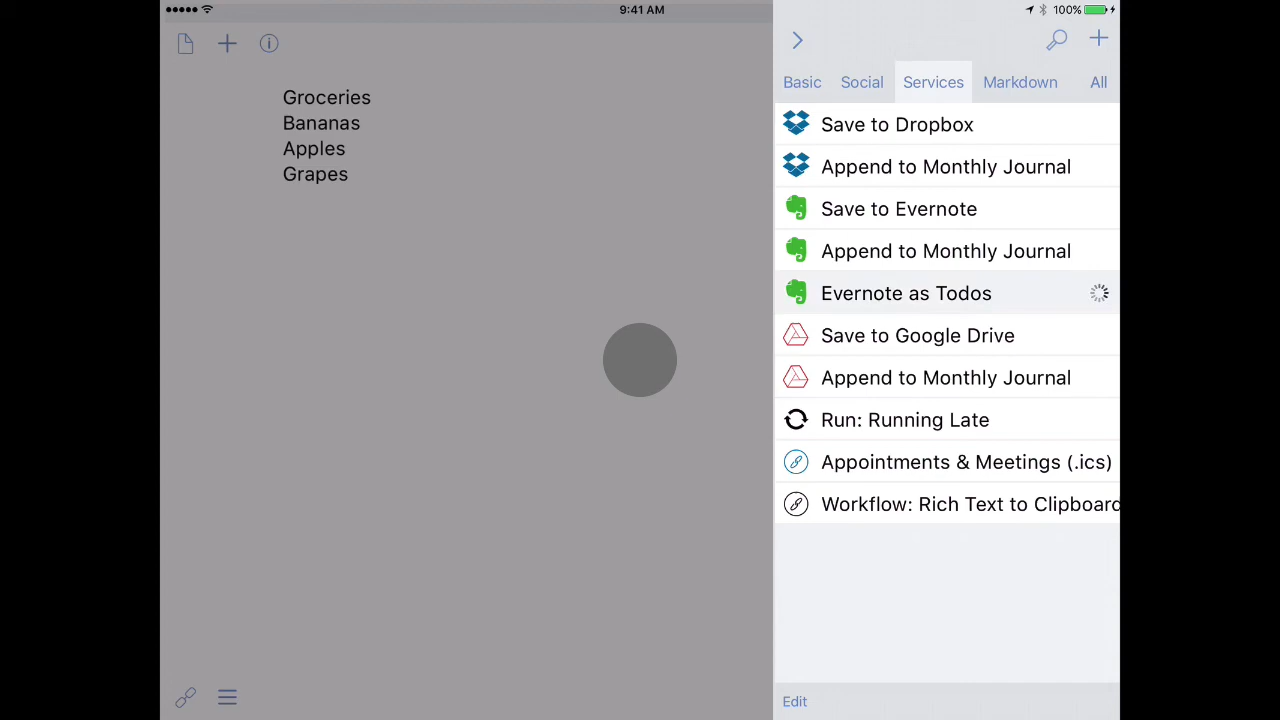 9:41 AM
100%
Groceries
Bananas
Apples
Grapes
Basic
Social
Services
Markdown
All
Save to Dropbox
Append to Monthly Journal
Save to Evernote
Append to Monthly Journal
Evernote as Todos
Save to Google Drive
Append to Monthly Journal
Run: Running Late
Appointments & Meetings (.ics)
Workflow: Rich Text to Clipboard
Edit